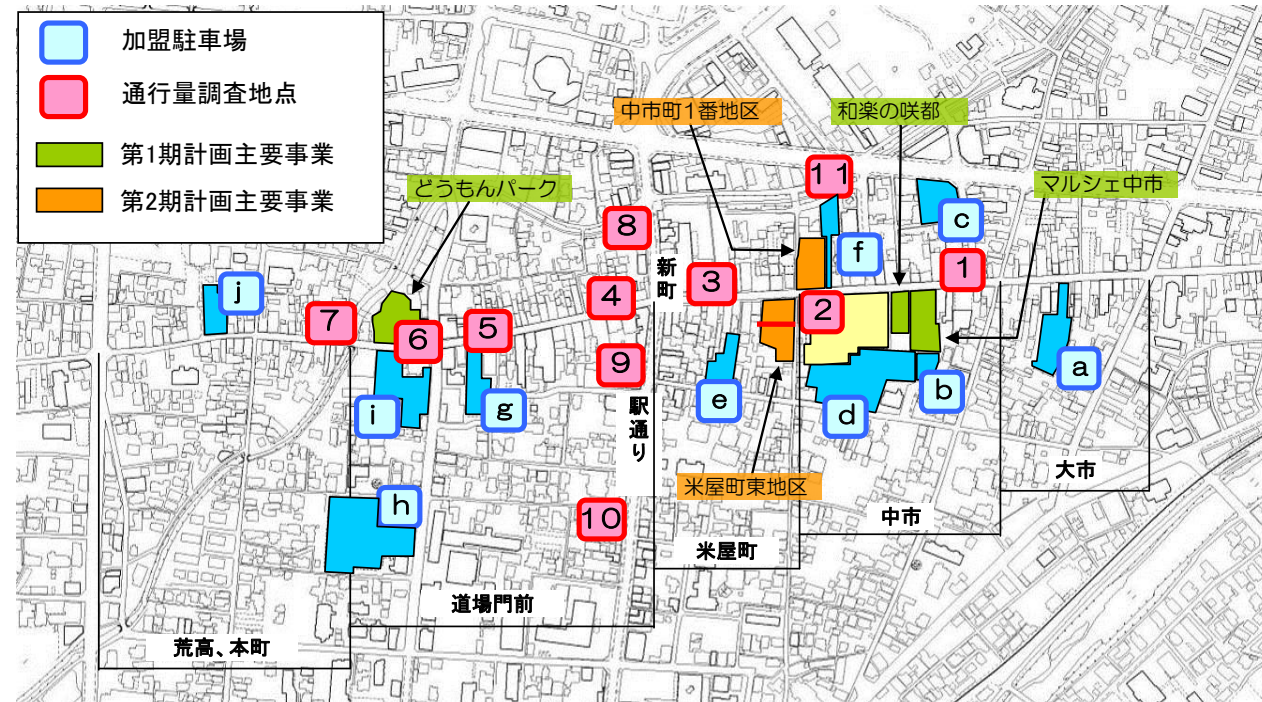 加盟駐車場
通行量調査地点
第1期計画主要事業
第2期計画主要事業
中市町1番地区
和楽の咲都
どうもんパーク
マルシェ中市
11
8
c
f
新町
3
1
j
4
7
6
5
2
9
a
e
b
i
g
駅通り
d
米屋町東地区
大市
h
10
中市
米屋町
道場門前
荒高、本町